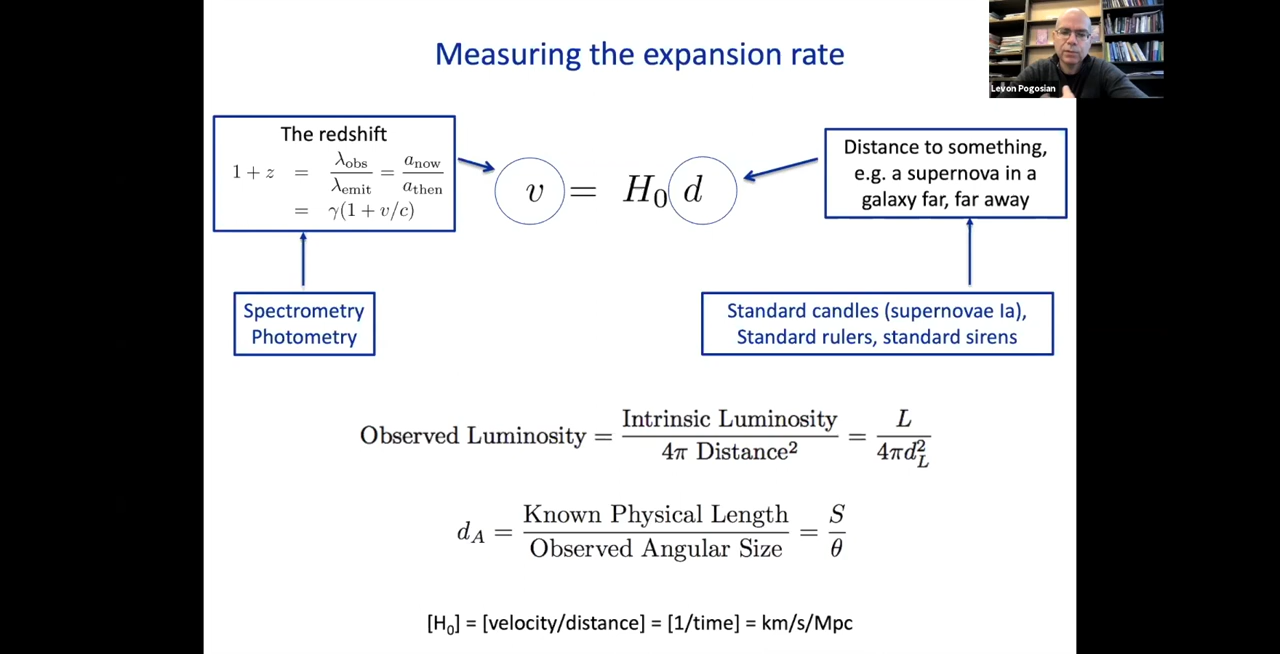 Measuring the expansion rate
Levon Pogosian
The redshift
1 + z = λobs / λemit = anow / athen
= γ(1 + v/c)
v = H0 d
Distance to something,
e.g. a supernova in a
galaxy far, far away
Spectrometry
Photometry
Standard candles (supernovae Ia),
Standard rulers, standard sirens
Observed Luminosity = Intrinsic Luminosity / 4π Distance² = L / 4πd²L
dA = Known Physical Length / Observed Angular Size = S / θ
[H0] = [velocity/distance] = [1/time] = km/s/Mpc